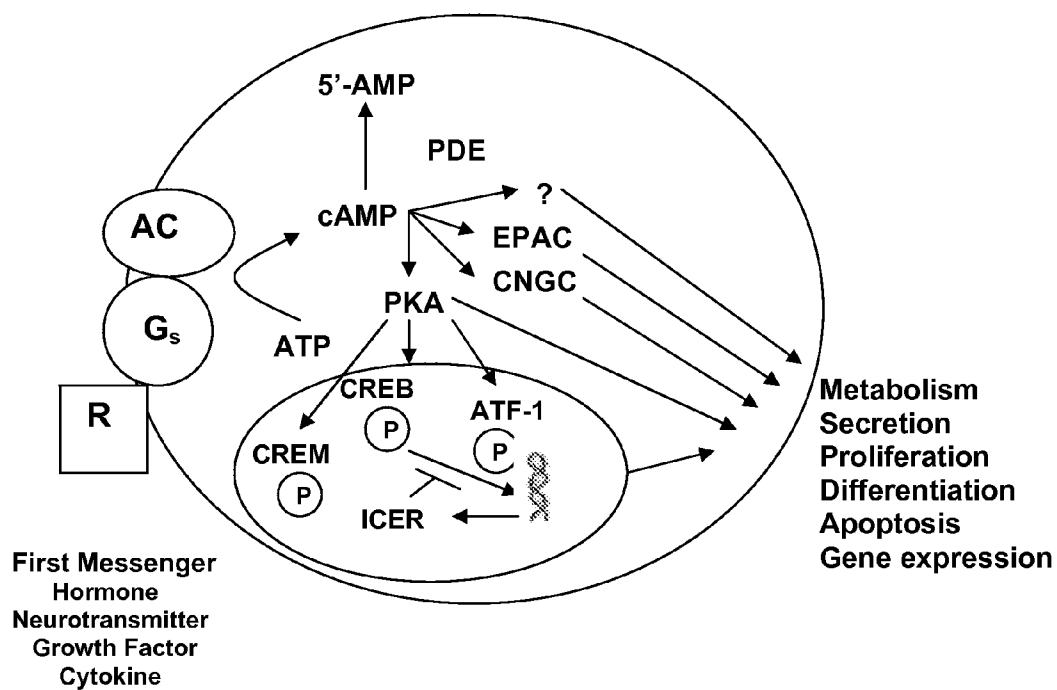 5'-AMP
PDE
cAMP
?
EPAC
CNGC
AC
Gs
R
ATP
PKA
CREB
P
ATF-1
P
CREM
P
ICER
Metabolism
Secretion
Proliferation
Differentiation
Apoptosis
Gene expression
First Messenger
Hormone
Neurotransmitter
Growth Factor
Cytokine